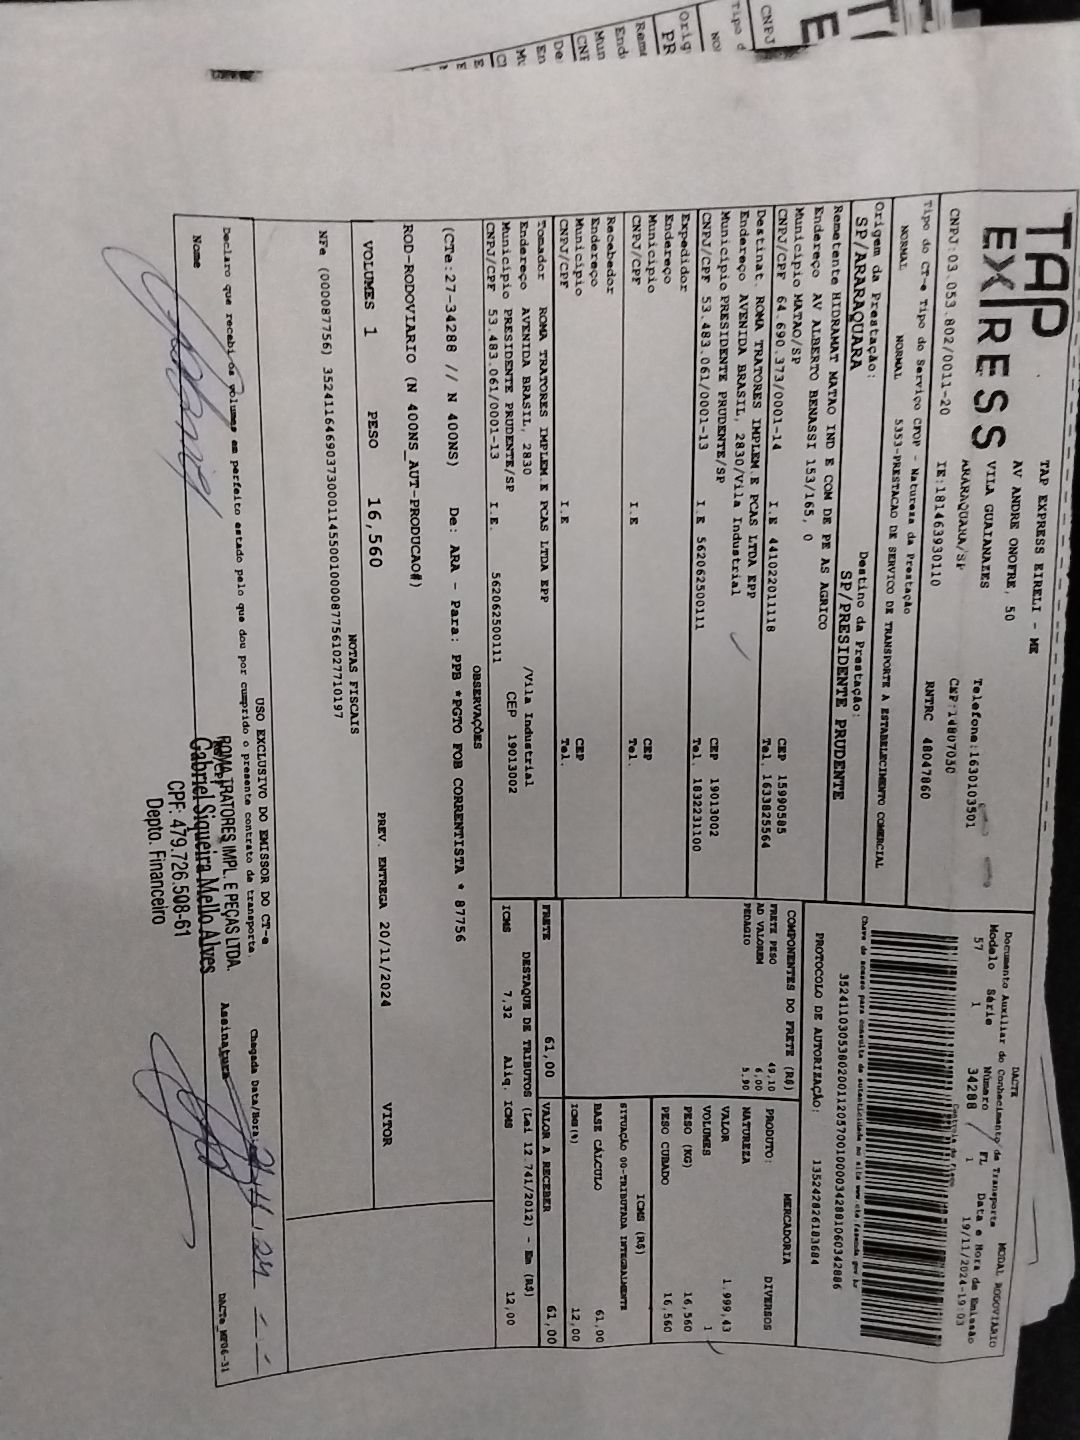 TAP
EXPRESS
TAP EXPRESS EIRELI - ME
AV ANDRE ONOFRE, 50
VILA GUAIANAZES
Telefone:1630103501
ARARAQUARA/SP
CEP:14807030
CNPJ:03.053.802/0011-20
IE:181463930110
RNTRC 48047860
DACTE
MODAL RODOVIARIO
Documento Auxiliar do Conhecimento de Transporte
Modelo Série Número FL Data e Hora de Emissão
57 1 34288 1 19/11/2024-19:03
Controle do Fisco
Chave de acesso para consulta de autenticidade no site www.cte.fazenda.gov.br
PROTOCOLO DE AUTORIZAÇÃO: 135242826183684
Tipo do CT-e Tipo do Serviço CFOP - Natureza da Prestação
NORMAL NORMAL 5353-PRESTACAO DE SERVICO DE TRANSPORTE A ESTABELECIMENTO COMERCIAL
Origem da Prestação: Destino da Prestação:
SP/ARARAQUARA SP/PRESIDENTE PRUDENTE
Remetente HIDRAMAT MATAO IND E COM DE PE AS AGRICO
Endereço AV ALBERTO BENASSI 153/165, 0
Município MATAO/SP CEP 15990585
CNPJ/CPF 64.690.373/0001-14 I.E 441022011118 Tel. 1633825564
Destinat. ROMA TRATORES IMPLEM.E PCAS LTDA EPP
Endereço AVENIDA BRASIL, 2830/Vila Industrial
Município PRESIDENTE PRUDENTE/SP CEP 19013002
CNPJ/CPF 53.483.061/0001-13 I.E 562062500111 Tel. 1832231100
Expedidor
Endereço
Município CEP
CNPJ/CPF I.E Tel.
Recebedor
Endereço
Município CEP
CNPJ/CPF I.E Tel.
Tomador ROMA TRATORES IMPLEM.E PCAS LTDA EPP
Endereço AVENIDA BRASIL, 2830 /Vila Industrial
Município PRESIDENTE PRUDENTE/SP CEP 19013002
CNPJ/CPF 53.483.061/0001-13 I.E. 562062500111
COMPONENTES DO FRETE (R$)
FRETE PESO 49,10
AD VALOREM 6,00
PEDAGIO 5,90
MERCADORIA
PRODUTO: DIVERSOS
NATUREZA
VALOR 1.999,43
VOLUMES 1
PESO (KG) 16,560
PESO CUBADO 16,560
ICMS (R$)
SITUAÇÃO 00-TRIBUTADA INTEGRALMENTE
BASE CÁLCULO 61,00
ICMS(%) 12,00
FRETE 61,00 VALOR A RECEBER 61,00
DESTAQUE DE TRIBUTOS (Lei 12.741/2012) - Em (R$)
ICMS 7,32 Aliq. ICMS 12,00
OBSERVAÇÕES
(CTe:27-34288 // N 400NS) De: ARA - Para: PPB *PGTO FOB CORRENTISTA * 87756
ROD-RODOVIARIO (N 400NS_AUT-PRODUCAO#)
VOLUMES 1 PESO 16,560 PREV. ENTREGA 20/11/2024 VITOR
NOTAS FISCAIS
USO EXCLUSIVO DO EMISSOR DO CT-e
Declaro que recebi os volumes em perfeito estado pelo que dou por cumprido o presente contrato de transporte.
Chegada Data/Hora
Nome
Assinatura
ROMA TRATORES IMPL. E PEÇAS LTDA.
Gabriel Siqueira Mello Alves
CPF: 479.726.508-61
Depto. Financeiro
DACTe_MF06-31